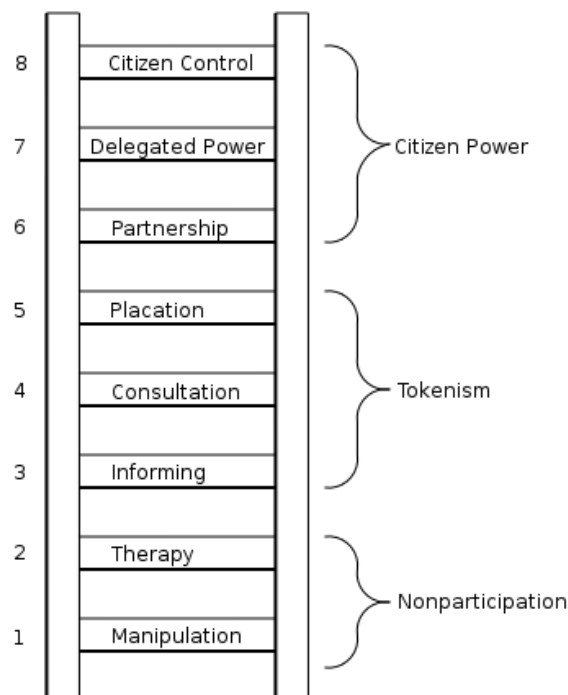 8 Citizen Control
7 Delegated Power Citizen Power
6 Partnership
5 Placation
4 Consultation Tokenism
3 Informing
2 Therapy
Nonparticipation
1 Manipulation